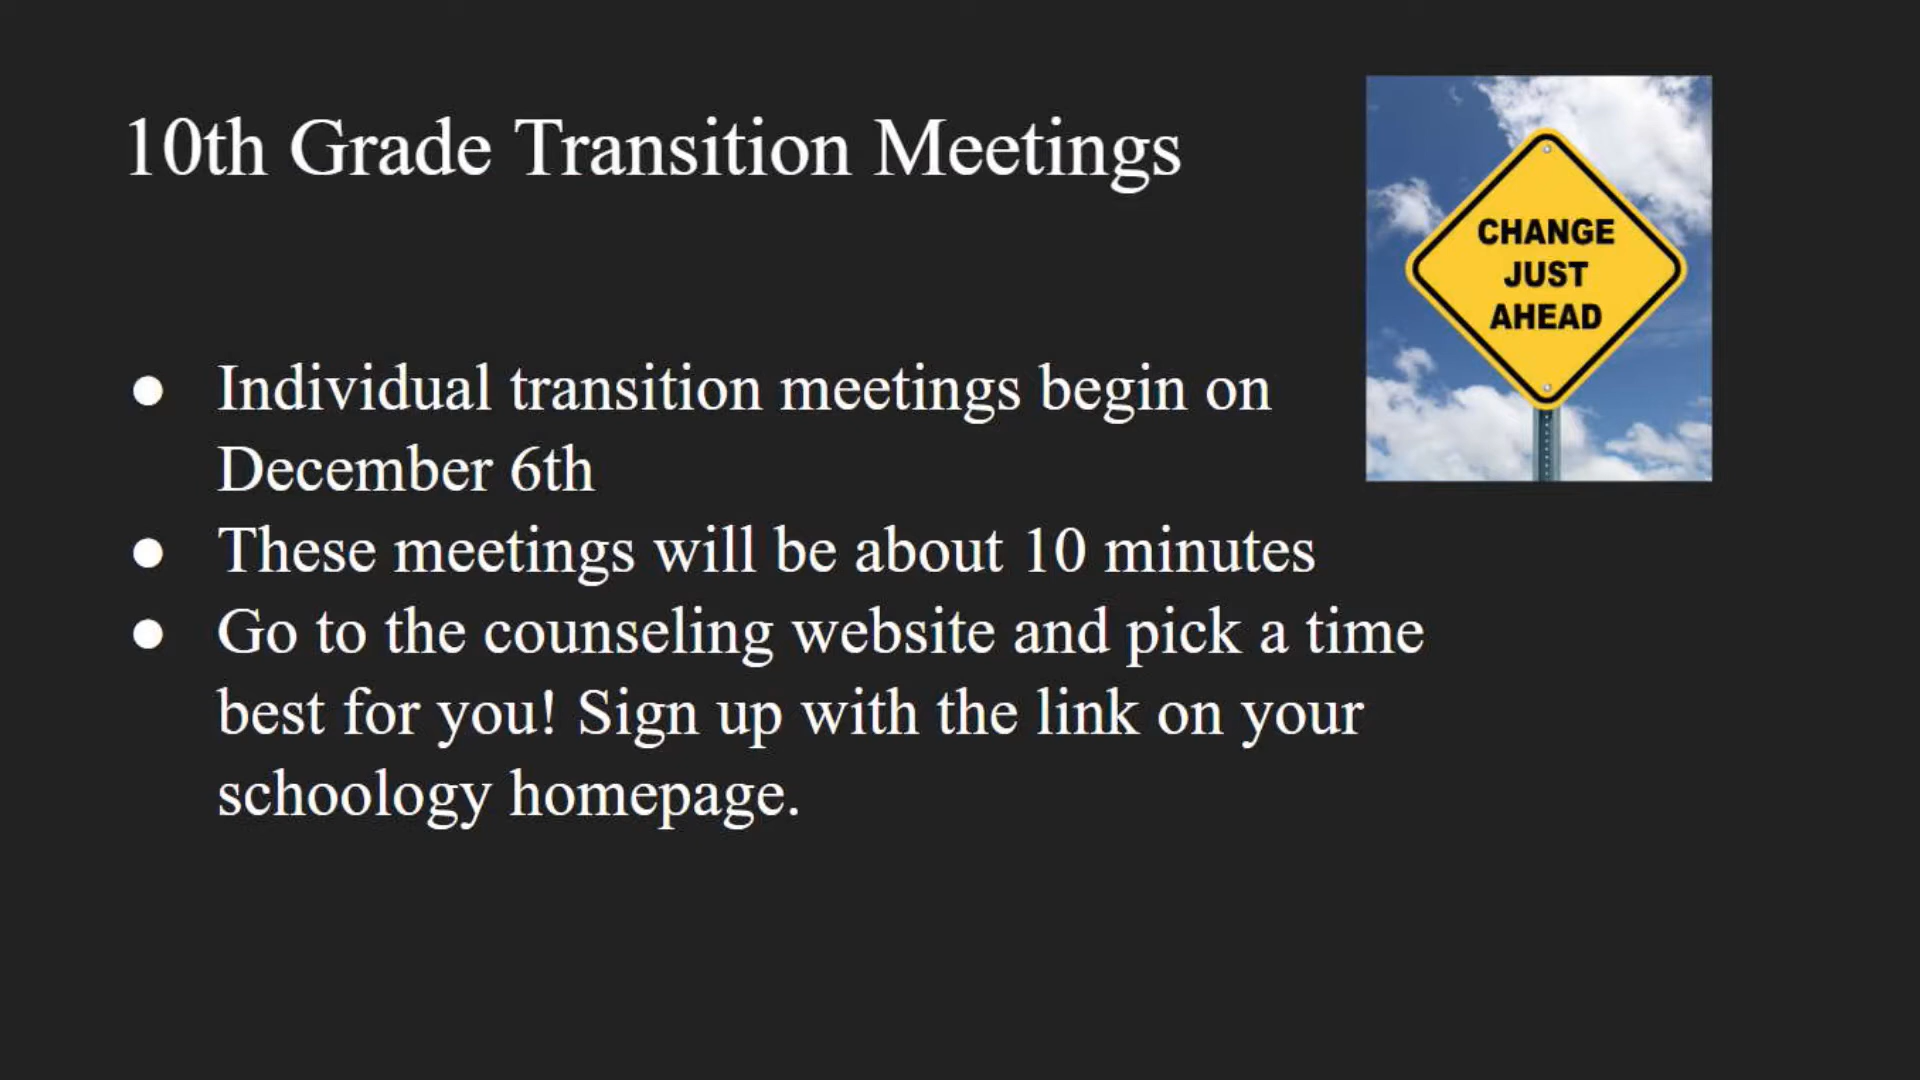 10th Grade Transition Meetings
CHANGE
JUST
AHEAD
● Individual transition meetings begin on
December 6th
● These meetings will be about 10 minutes
● Go to the counseling website and pick a time
best for you! Sign up with the link on your
schoology homepage.